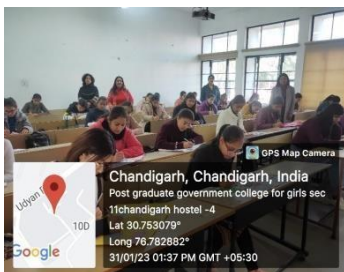 GPS Map Camera
Chandigarh, Chandigarh, India
Post graduate government college for girls sec
11chandigarh hostel -4
Lat 30.753079°
Long 76.782882°
31/01/23 01:37 PM GMT +05:30
Udyan
10D
Google